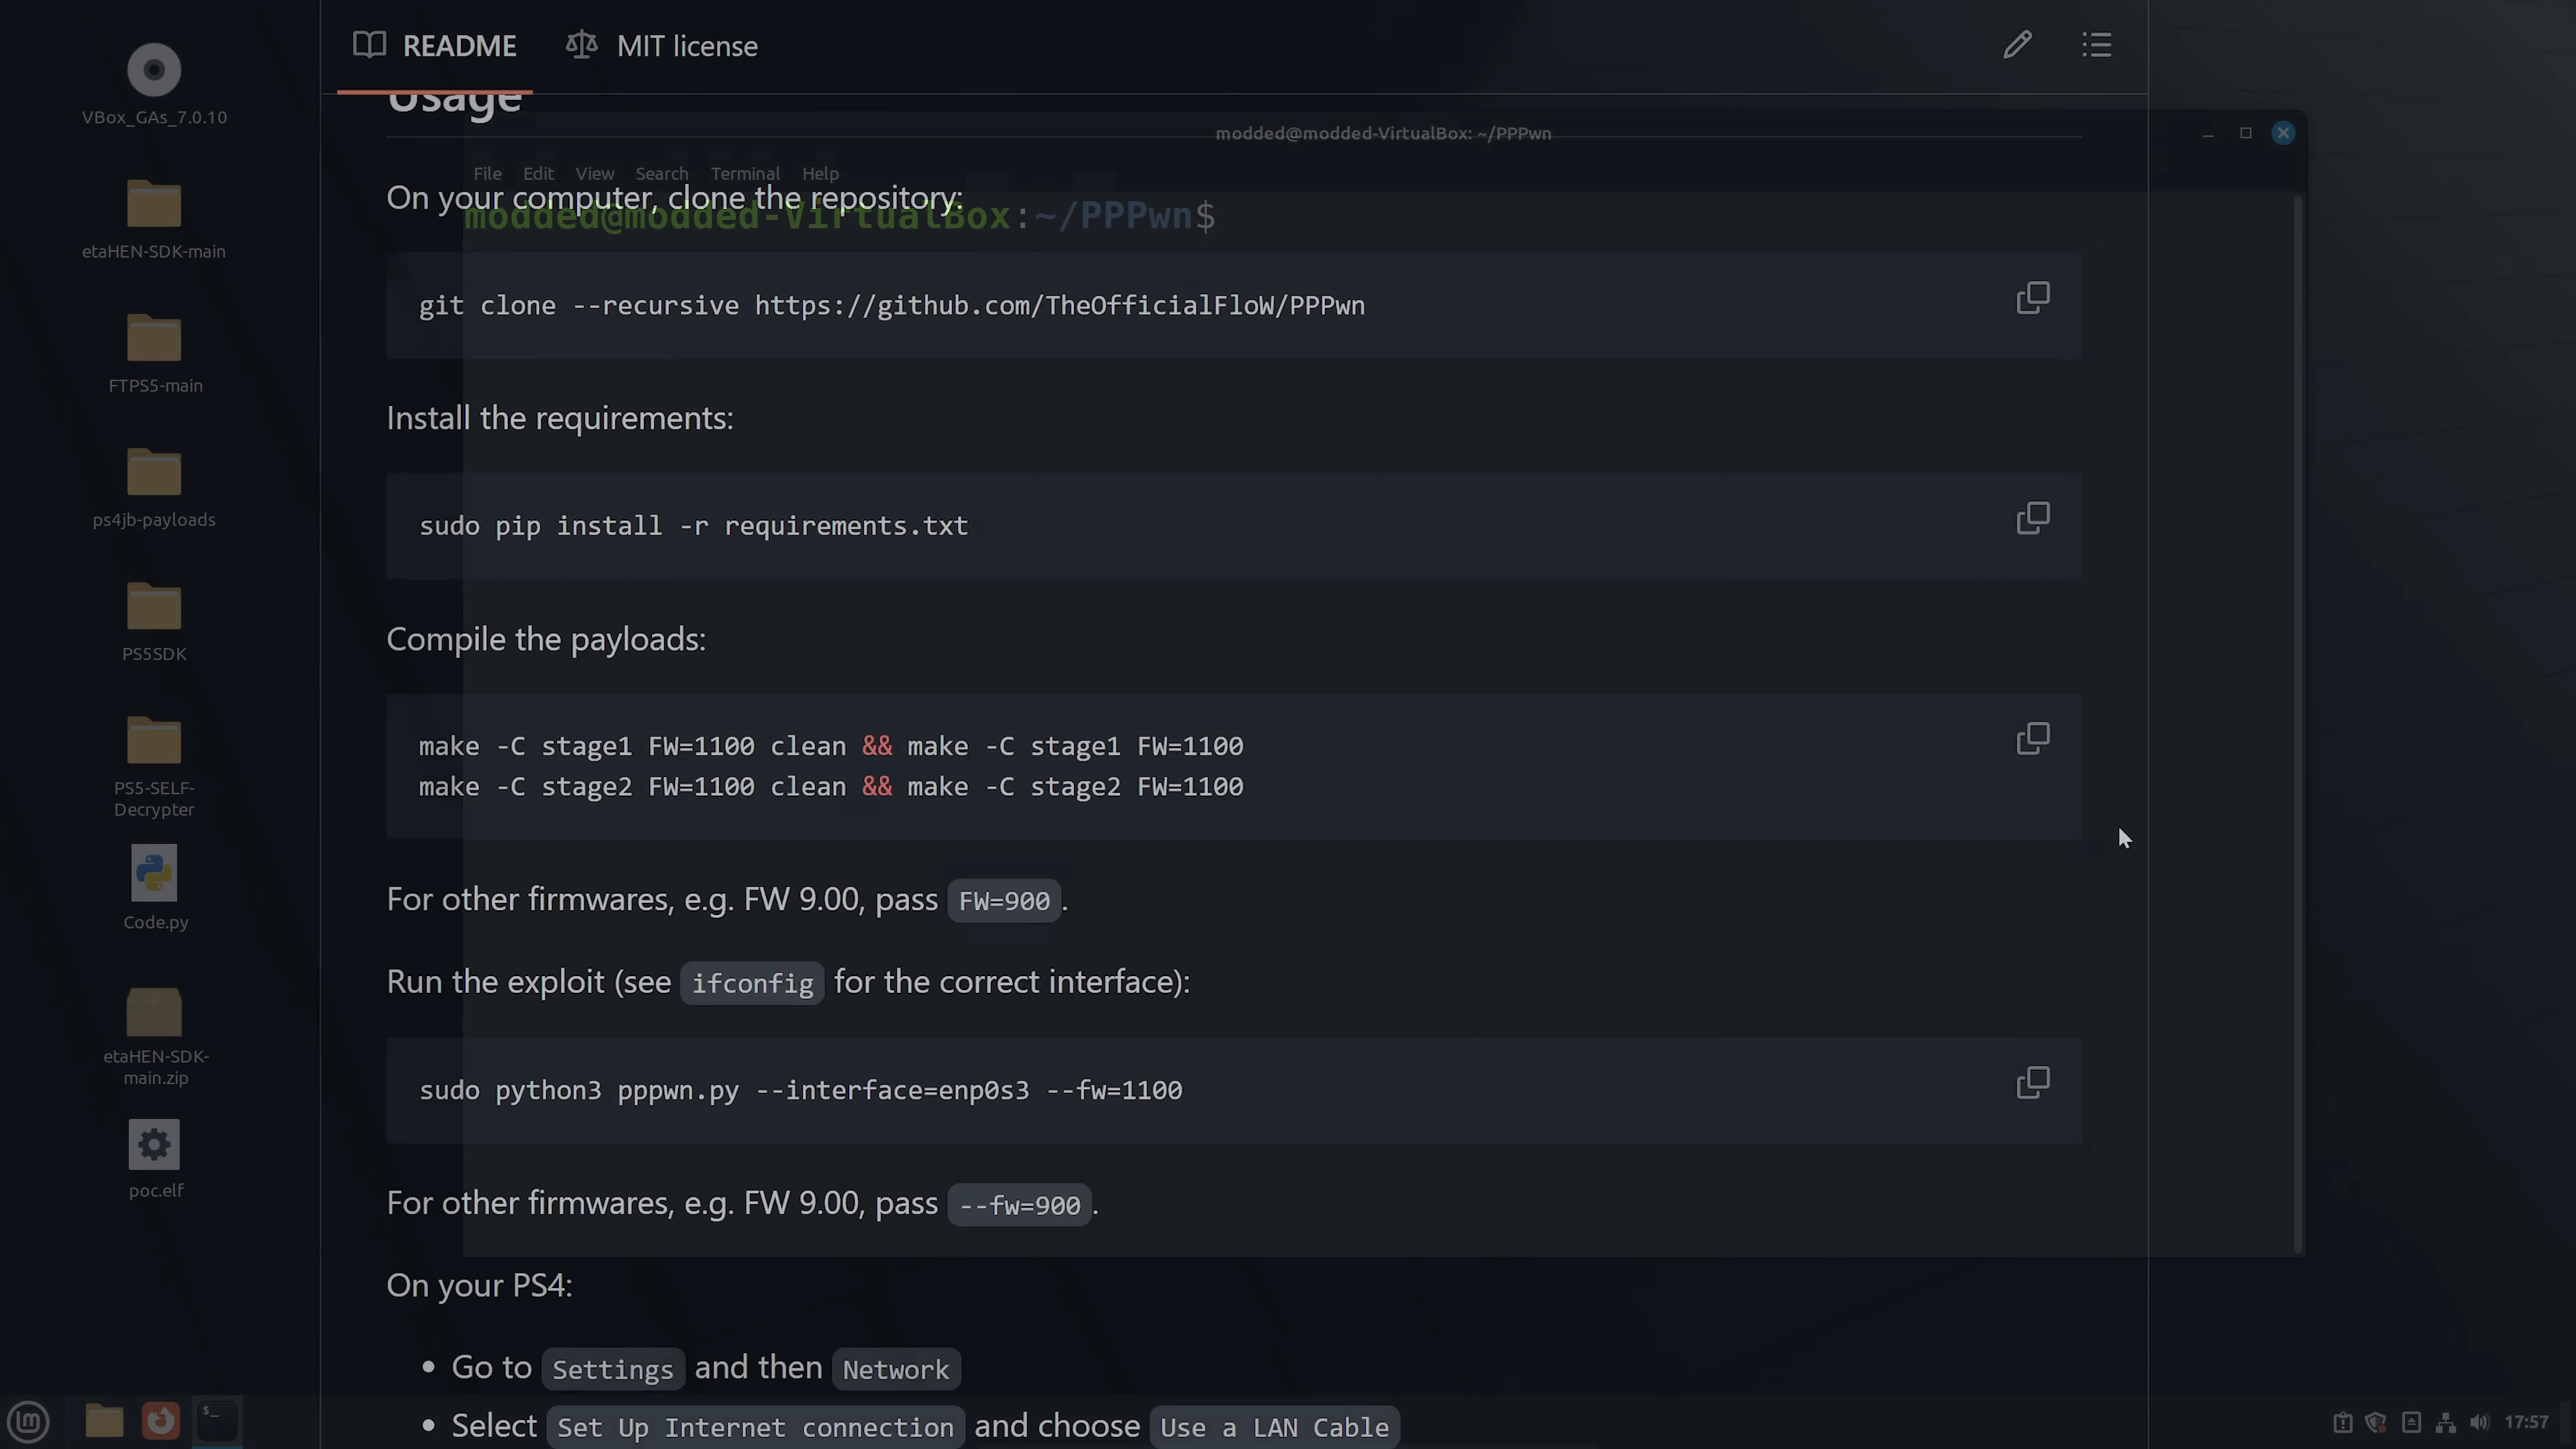 README
MIT license
Usage
modded@modded-VirtualBox: ~/PPPwn
File Edit View Search Terminal Help
On your computer, clone the repository:
modded@modded-VirtualBox:~/PPPwn$
git clone --recursive https://github.com/TheOfficialFloW/PPPwn
Install the requirements:
sudo pip install -r requirements.txt
Compile the payloads:
make -C stage1 FW=1100 clean && make -C stage1 FW=1100
make -C stage2 FW=1100 clean && make -C stage2 FW=1100
For other firmwares, e.g. FW 9.00, pass FW=900.
Run the exploit (see ifconfig for the correct interface):
sudo python3 pppwn.py --interface=enp0s3 --fw=1100
For other firmwares, e.g. FW 9.00, pass --fw=900.
On your PS4:
• Go to Settings and then Network
• Select Set Up Internet connection and choose Use a LAN Cable
VBox_GAs_7.0.10
etaHEN-SDK-main
FTPS5-main
ps4jb-payloads
PS5SDK
PS5-SELF-
Decrypter
Code.py
etaHEN-SDK-
main.zip
poc.elf
$_
lm
17:57